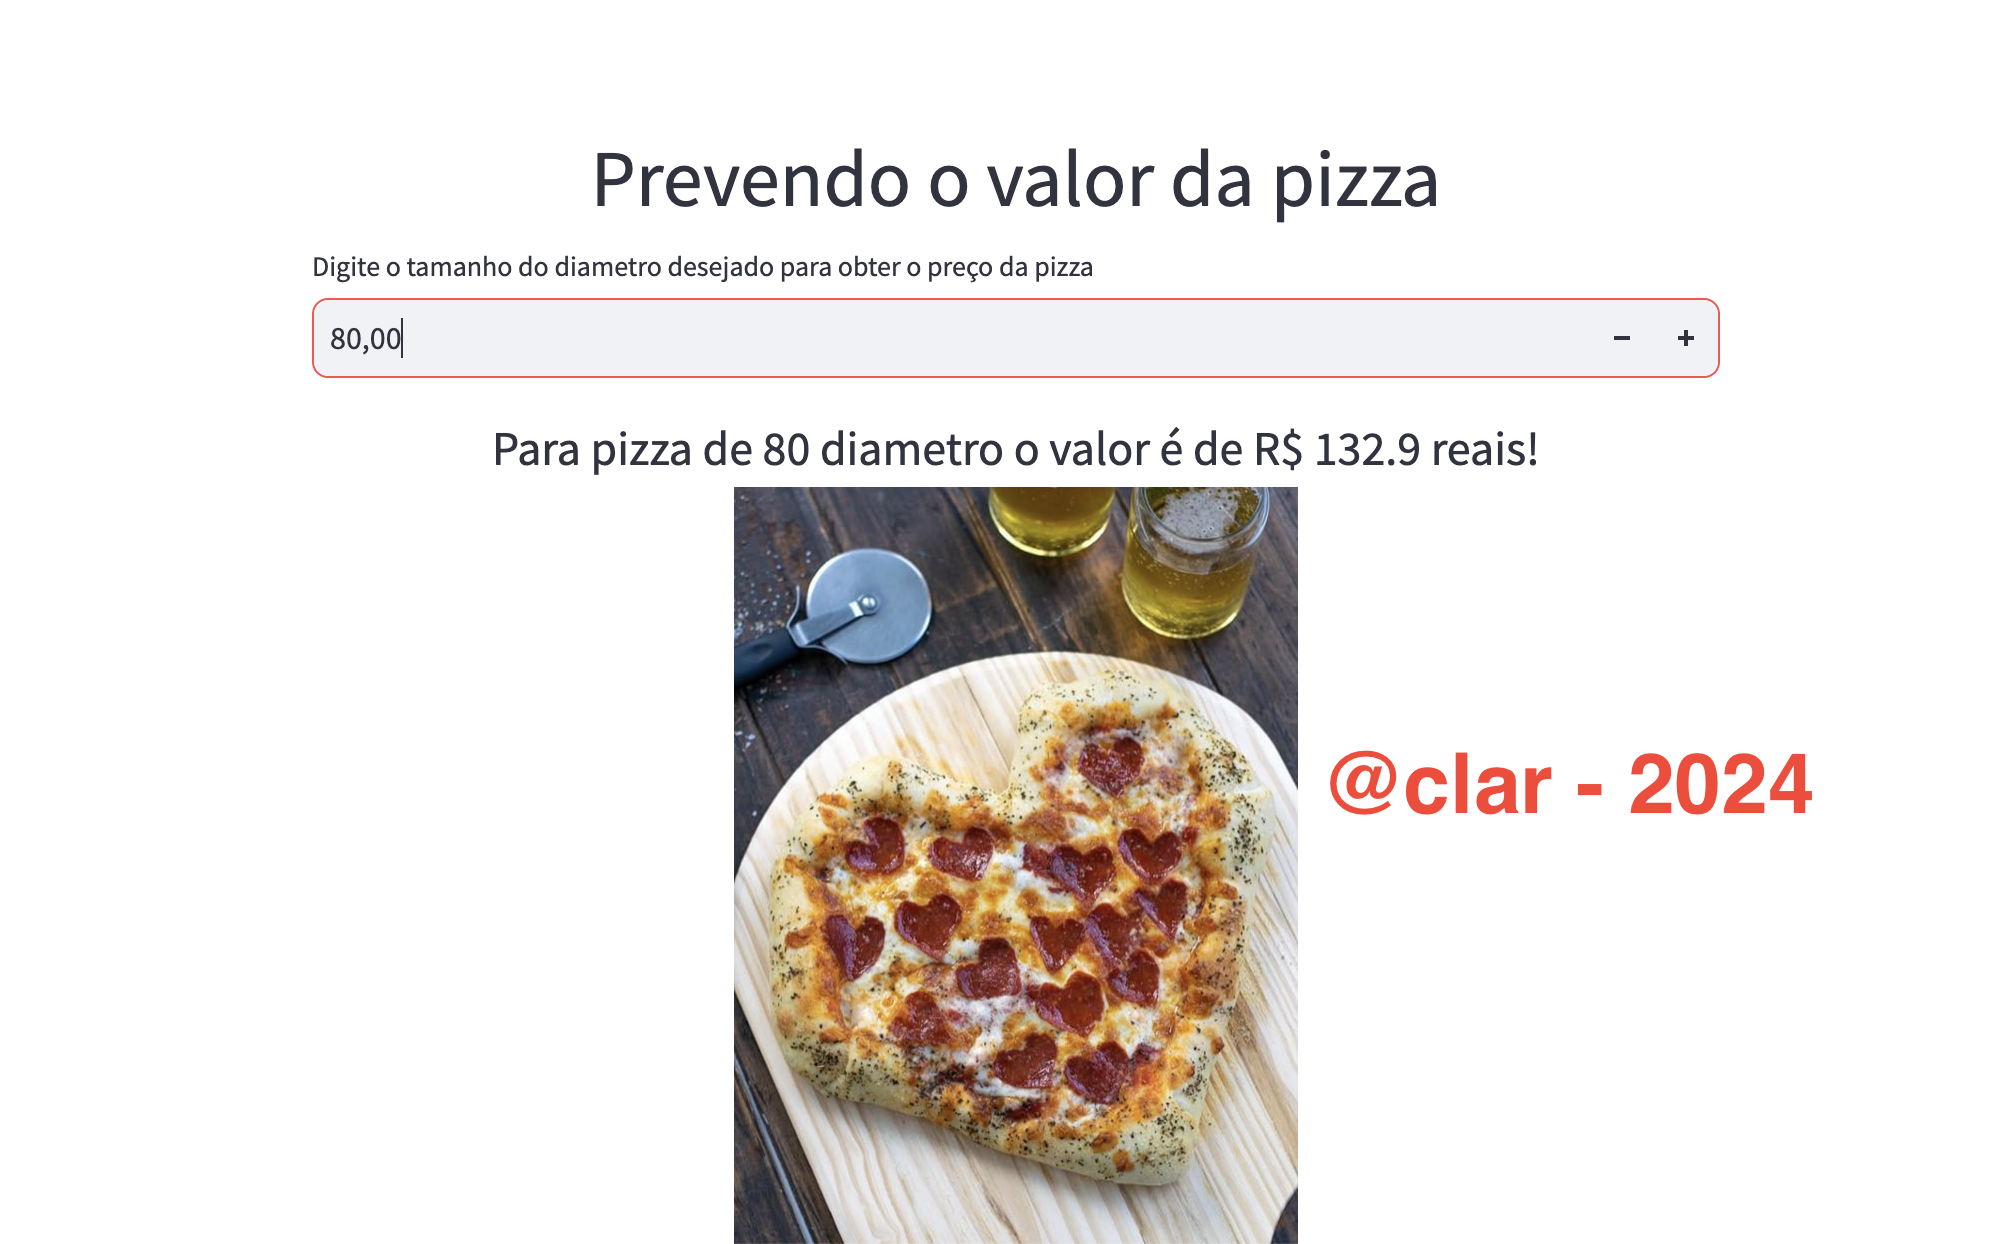 Prevendo o valor da pizza
Digite o tamanho do diametro desejado para obter o preço da pizza
80,00
Para pizza de 80 diametro o valor é de R$ 132.9 reais!
@clar - 2024